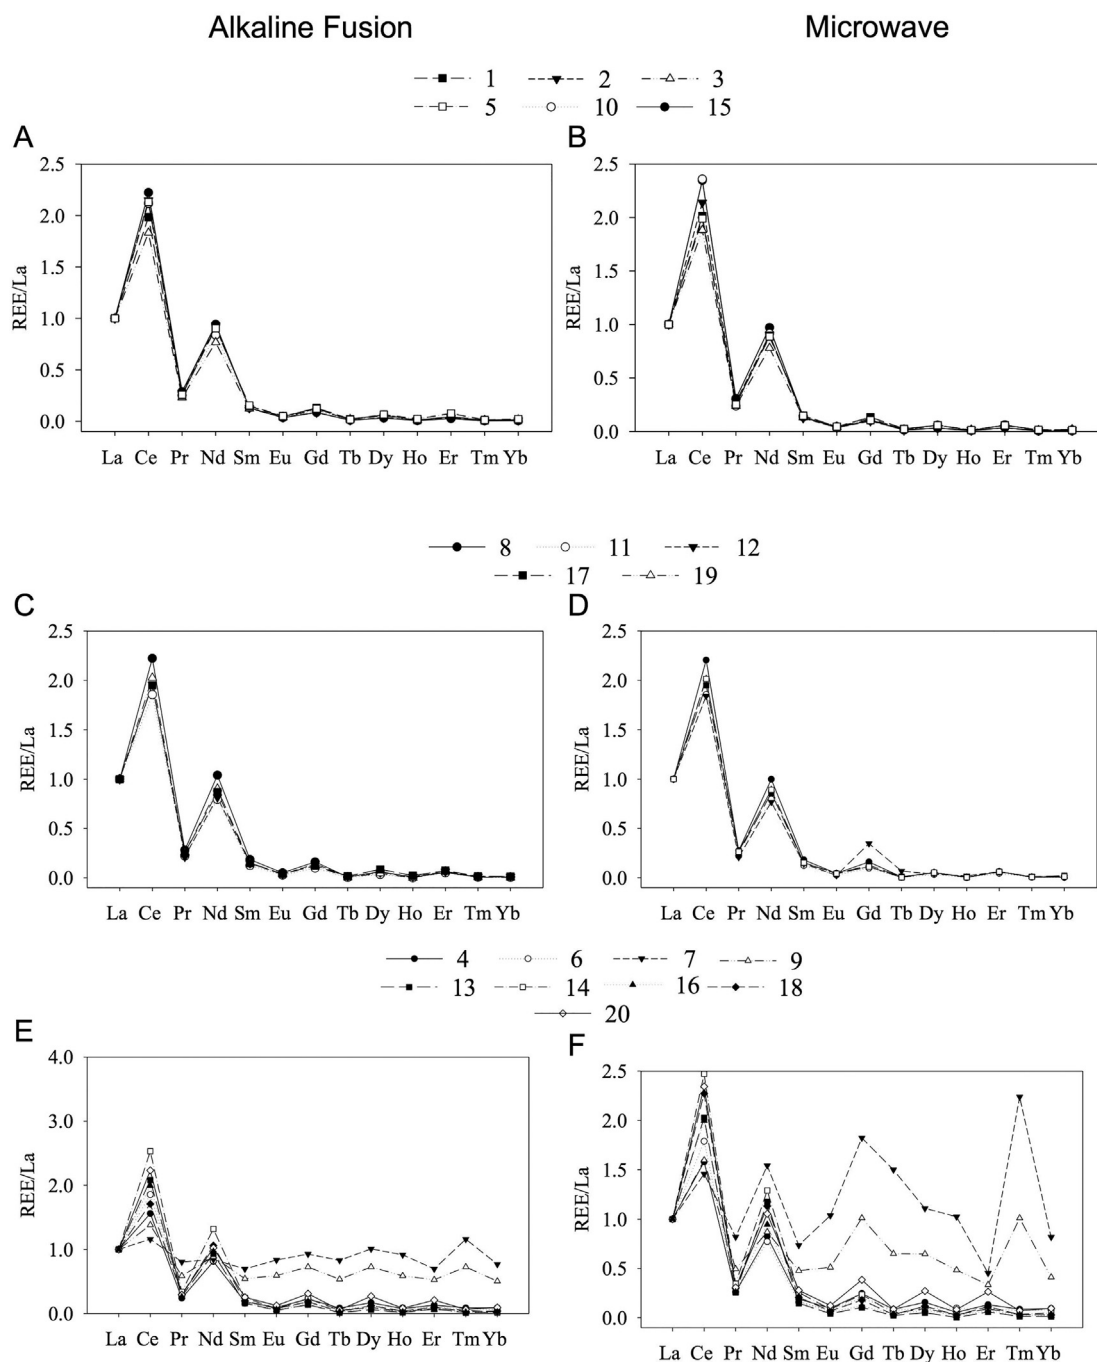 Alkaline Fusion Microwave
1 2 3
5 10 15
A B
2.5 2.5
2.0 2.0
1.5 1.5
1.0 1.0
0.5 0.5
0.0 0.0
REE/La REE/La
La Ce Pr Nd Sm Eu Gd Tb Dy Ho Er Tm Yb La Ce Pr Nd Sm Eu Gd Tb Dy Ho Er Tm Yb
8 11 12
17 19
C D
2.5 2.5
2.0 2.0
1.5 1.5
1.0 1.0
0.5 0.5
0.0 0.0
REE/La REE/La
La Ce Pr Nd Sm Eu Gd Tb Dy Ho Er Tm Yb La Ce Pr Nd Sm Eu Gd Tb Dy Ho Er Tm Yb
4 6 7 9
13 14 16 18
20
E F
4.0 2.5
3.0 2.0
2.0 1.5
1.0 1.0
0.0 0.5
0.0
REE/La REE/La
La Ce Pr Nd Sm Eu Gd Tb Dy Ho Er Tm Yb La Ce Pr Nd Sm Eu Gd Tb Dy Ho Er Tm Yb